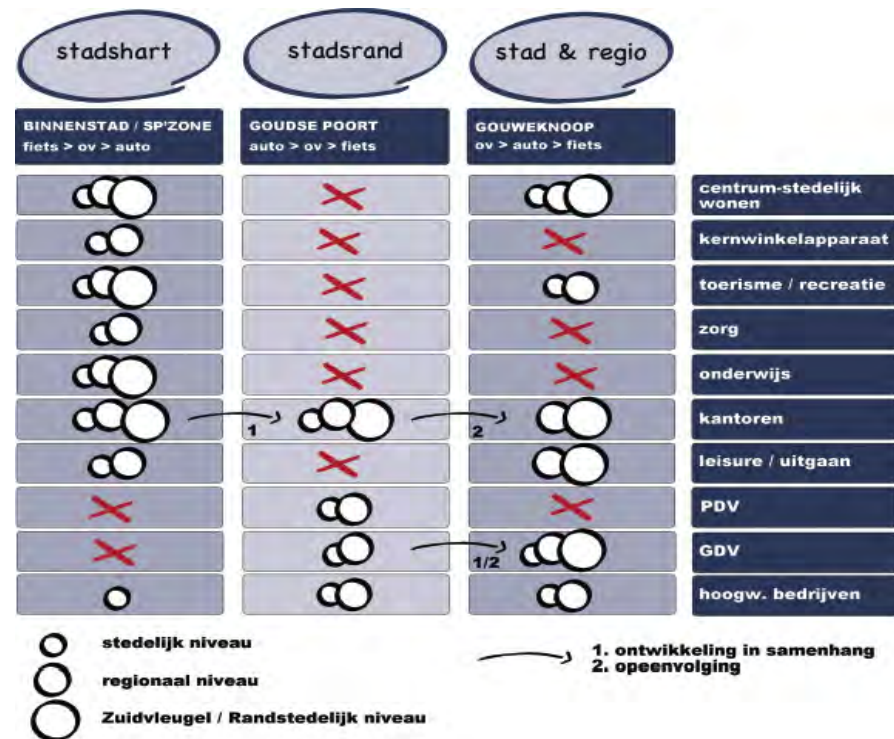 stadshart
stadsrand
stad & regio
BINNENSTAD / SP'ZONE
fiets > ov > auto
GOUDSE POORT
auto > ov > fiets
GOUWEKNOOP
ov > auto > fiets
centrum-stedelijk
wonen
kernwinkelapparaat
toerisme / recreatie
zorg
onderwijs
1
2
kantoren
leisure / uitgaan
PDV
1/2
GDV
hoogw. bedrijven
stedelijk niveau
regionaal niveau
Zuidvleugel / Randstedelijk niveau
1. ontwikkeling in samenhang
2. opeenvolging